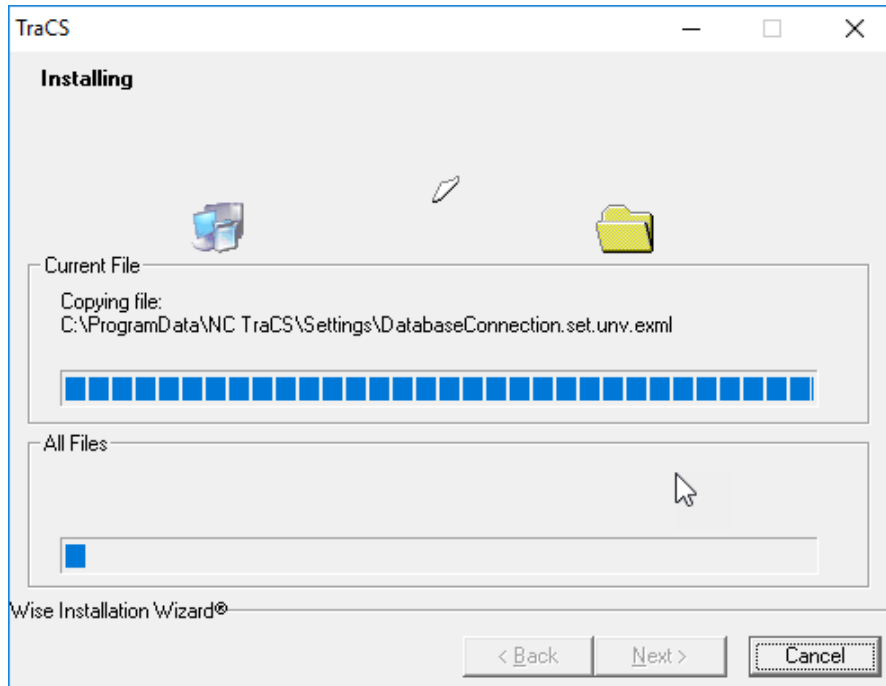 TraCS
Installing
Current File
Copying file:
C:\ProgramData\NC TraCS\Settings\DatabaseConnection.set.unv.exml
All Files
Wise Installation Wizard®
< Back
Next >
Cancel